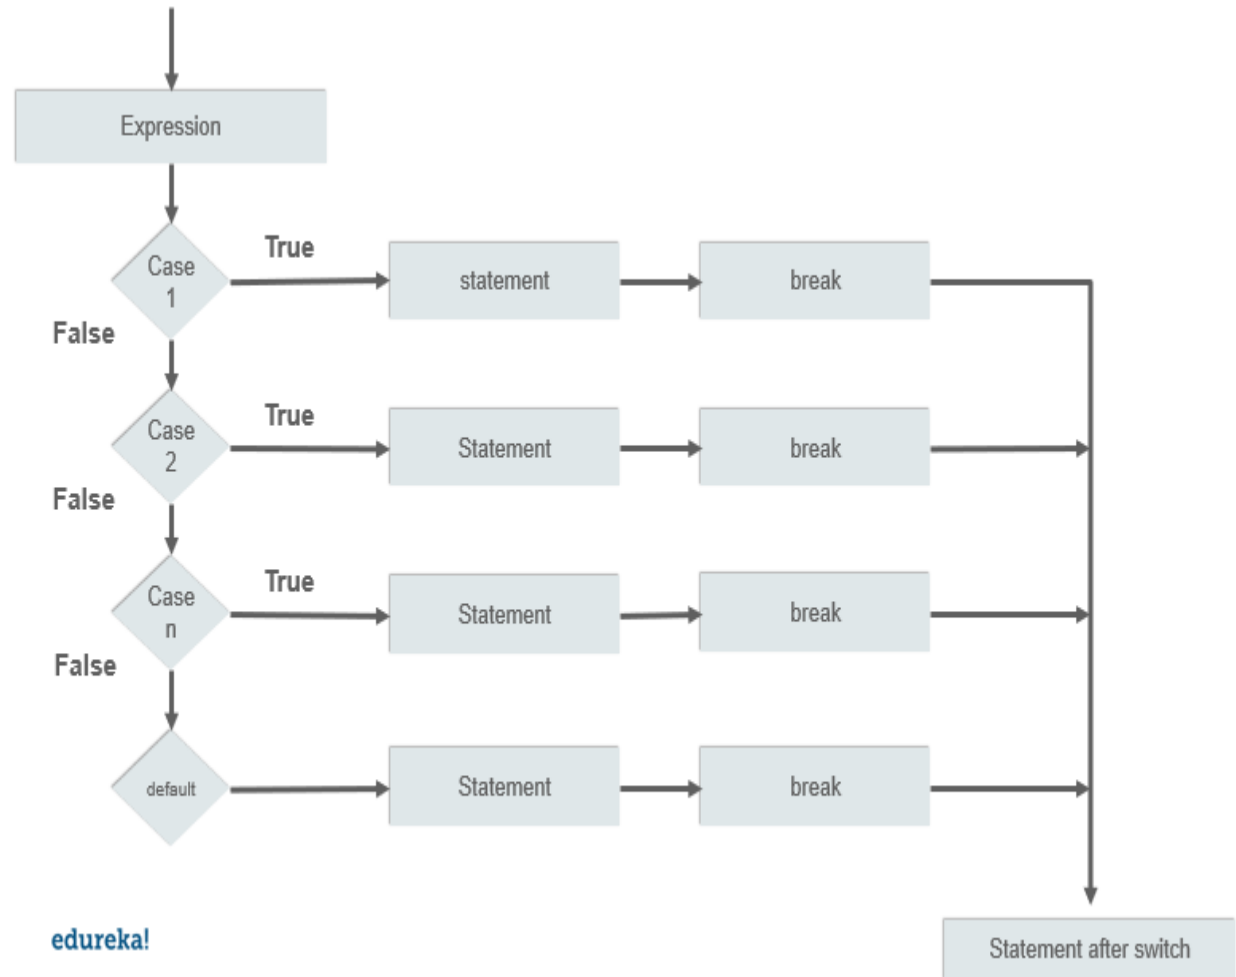 Expression
Case
1
True
statement
break
False
Case
2
True
Statement
break
False
Case
n
True
Statement
break
False
default
Statement
break
edureka!
Statement after switch